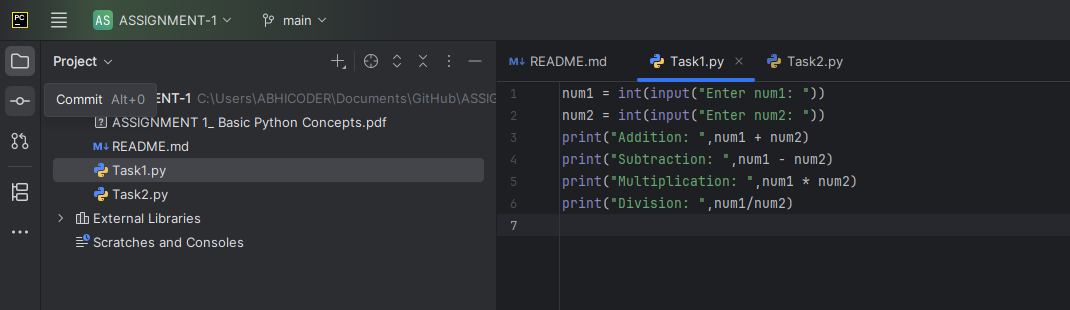 PC AS ASSIGNMENT-1 main
Project
README.md Task1.py Task2.py
Commit Alt+0
MENT-1 C:\Users\ABHICODER\Documents\GitHub\ASSIG
ASSIGNMENT 1_ Basic Python Concepts.pdf
README.md
Task1.py
Task2.py
External Libraries
Scratches and Consoles
1 num1 = int(input("Enter num1: "))
2 num2 = int(input("Enter num2: "))
3 print("Addition: ",num1 + num2)
4 print("Subtraction: ",num1 - num2)
5 print("Multiplication: ",num1 * num2)
6 print("Division: ",num1/num2)
7